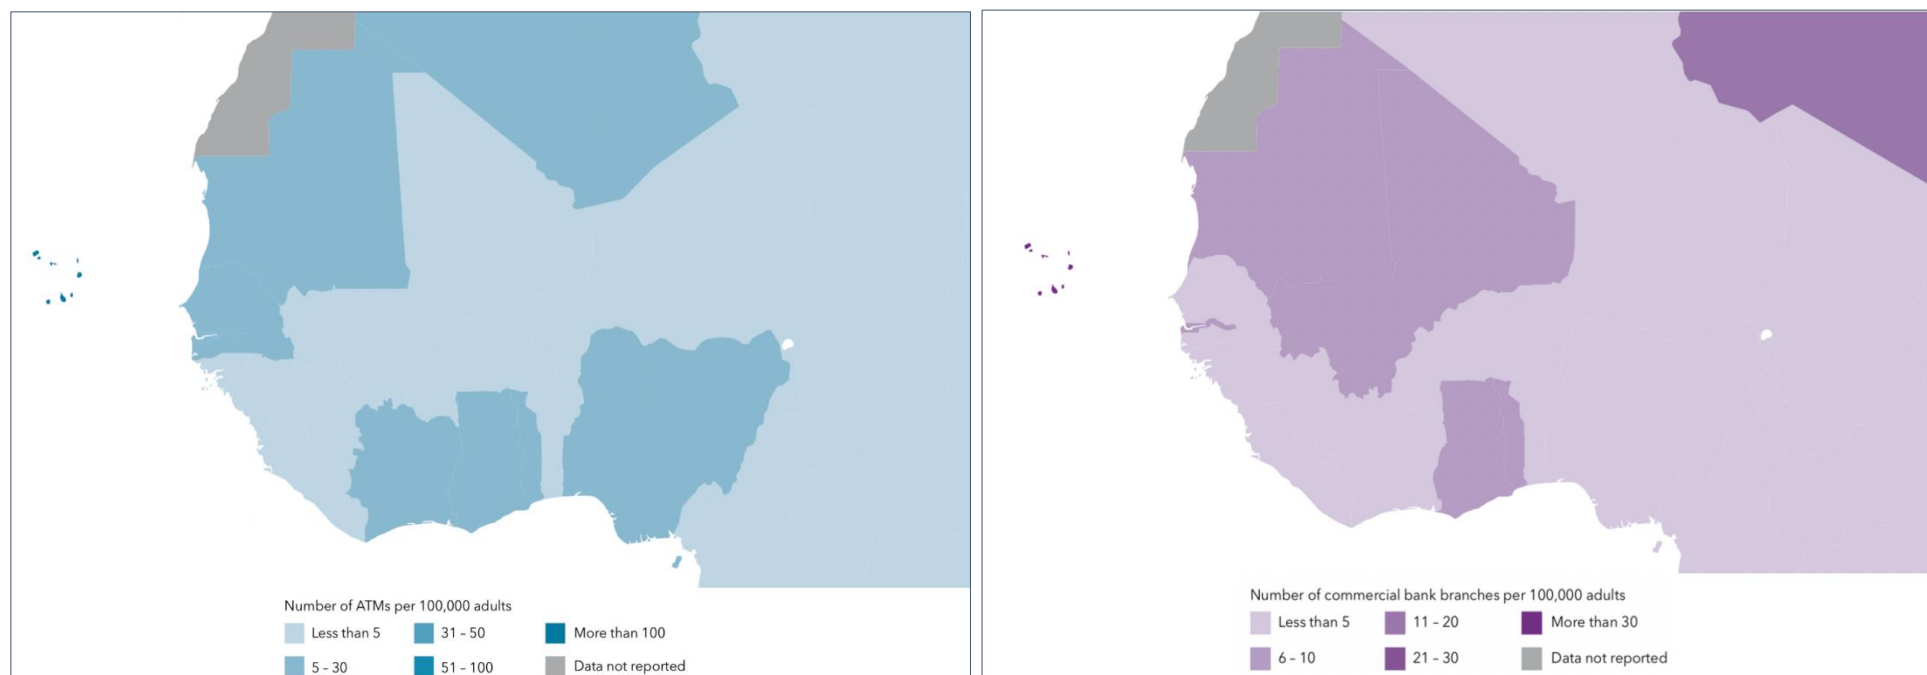 Number of ATMs per 100,000 adults
Less than 5
31 – 50
More than 100
5 – 30
51 – 100
Data not reported
Number of commercial bank branches per 100,000 adults
Less than 5
11 – 20
More than 30
6 – 10
21 – 30
Data not reported